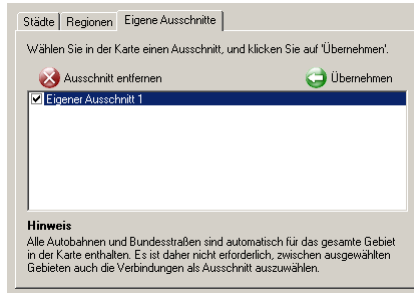 Städte Regionen Eigene Ausschnitte
Wählen Sie in der Karte einen Ausschnitt, und klicken Sie auf 'Übernehmen'.
Ausschnitt entfernen Übernehmen
Eigener Ausschnitt 1
Hinweis
Alle Autobahnen und Bundesstraßen sind automatisch für das gesamte Gebiet
in der Karte enthalten. Es ist daher nicht erforderlich, zwischen ausgewählten
Gebieten auch die Verbindungen als Ausschnitt auszuwählen.